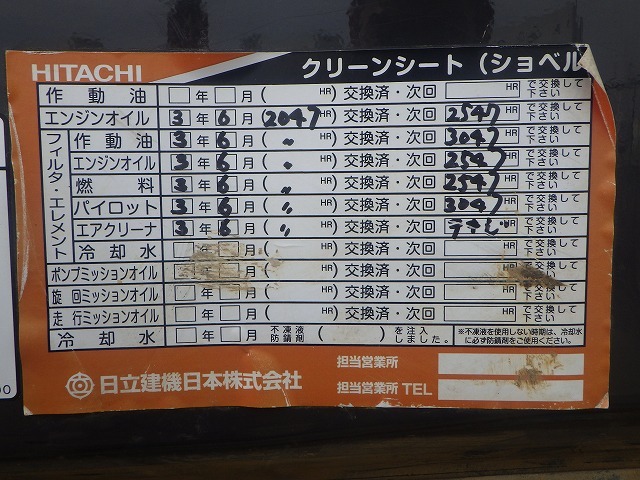 HITACHI クリーンシート (ショベル
作動油 年 月 ( HR) 交換済・次回 HR で交換して下さい
エンジンオイル 3年 6月 (2047HR) 交換済・次回 2547HR で交換して下さい
フィルタ・エレメント
作動油 3年 6月 ( 〃 HR) 交換済・次回 3047HR で交換して下さい
エンジンオイル 3年 6月 ( 〃 HR) 交換済・次回 2547HR で交換して下さい
燃料 3年 6月 ( 〃 HR) 交換済・次回 2547HR で交換して下さい
パイロット 3年 6月 ( 〃 HR) 交換済・次回 3047HR で交換して下さい
エアクリーナ 3年 6月 ( 〃 HR) 交換済・次回 HR で交換して下さい
冷却水 年 月 ( HR) 交換済・次回 HR で交換して下さい
ポンプミッションオイル 年 月 ( HR) 交換済・次回 HR で交換して下さい
旋回ミッションオイル 年 月 ( HR) 交換済・次回 HR で交換して下さい
走行ミッションオイル 年 月 ( HR) 交換済・次回 HR で交換して下さい
冷却水 年 月 不凍液 防錆剤 ( ) を注入しました。 ※不凍液を使用しない時期は、冷却水に必ず防錆剤をご使用ください。
日立建機日本株式会社
担当営業所
担当営業所 TEL